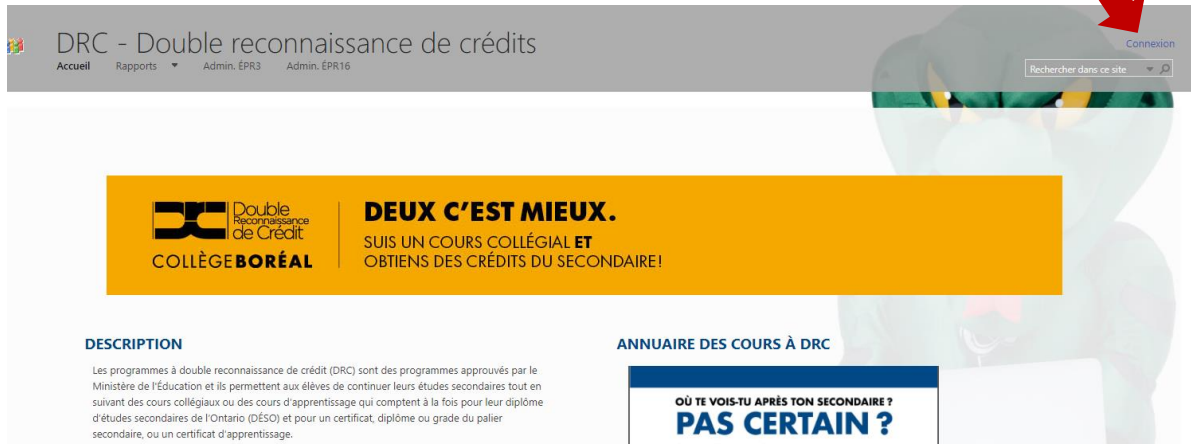 DRC - Double reconnaissance de crédits
Connexion
Accueil Rapports Admin. ÉPR3 Admin. ÉPR16
Rechercher dans ce site
Double
Reconnaissance
de Crédit
COLLÈGE BORÉAL
DEUX C'EST MIEUX.
SUIS UN COURS COLLÉGIAL ET
OBTIENS DES CRÉDITS DU SECONDAIRE!
DESCRIPTION
Les programmes à double reconnaissance de crédit (DRC) sont des programmes approuvés par le
Ministère de l'Éducation et ils permettent aux élèves de continuer leurs études secondaires tout en
suivant des cours collégiaux ou des cours d'apprentissage qui comptent à la fois pour leur diplôme
d'études secondaires de l'Ontario (DÉSO) et pour un certificat, diplôme ou grade du palier
secondaire, ou un certificat d'apprentissage.
ANNUAIRE DES COURS À DRC
OÙ TE VOIS-TU APRÈS TON SECONDAIRE ?
PAS CERTAIN ?